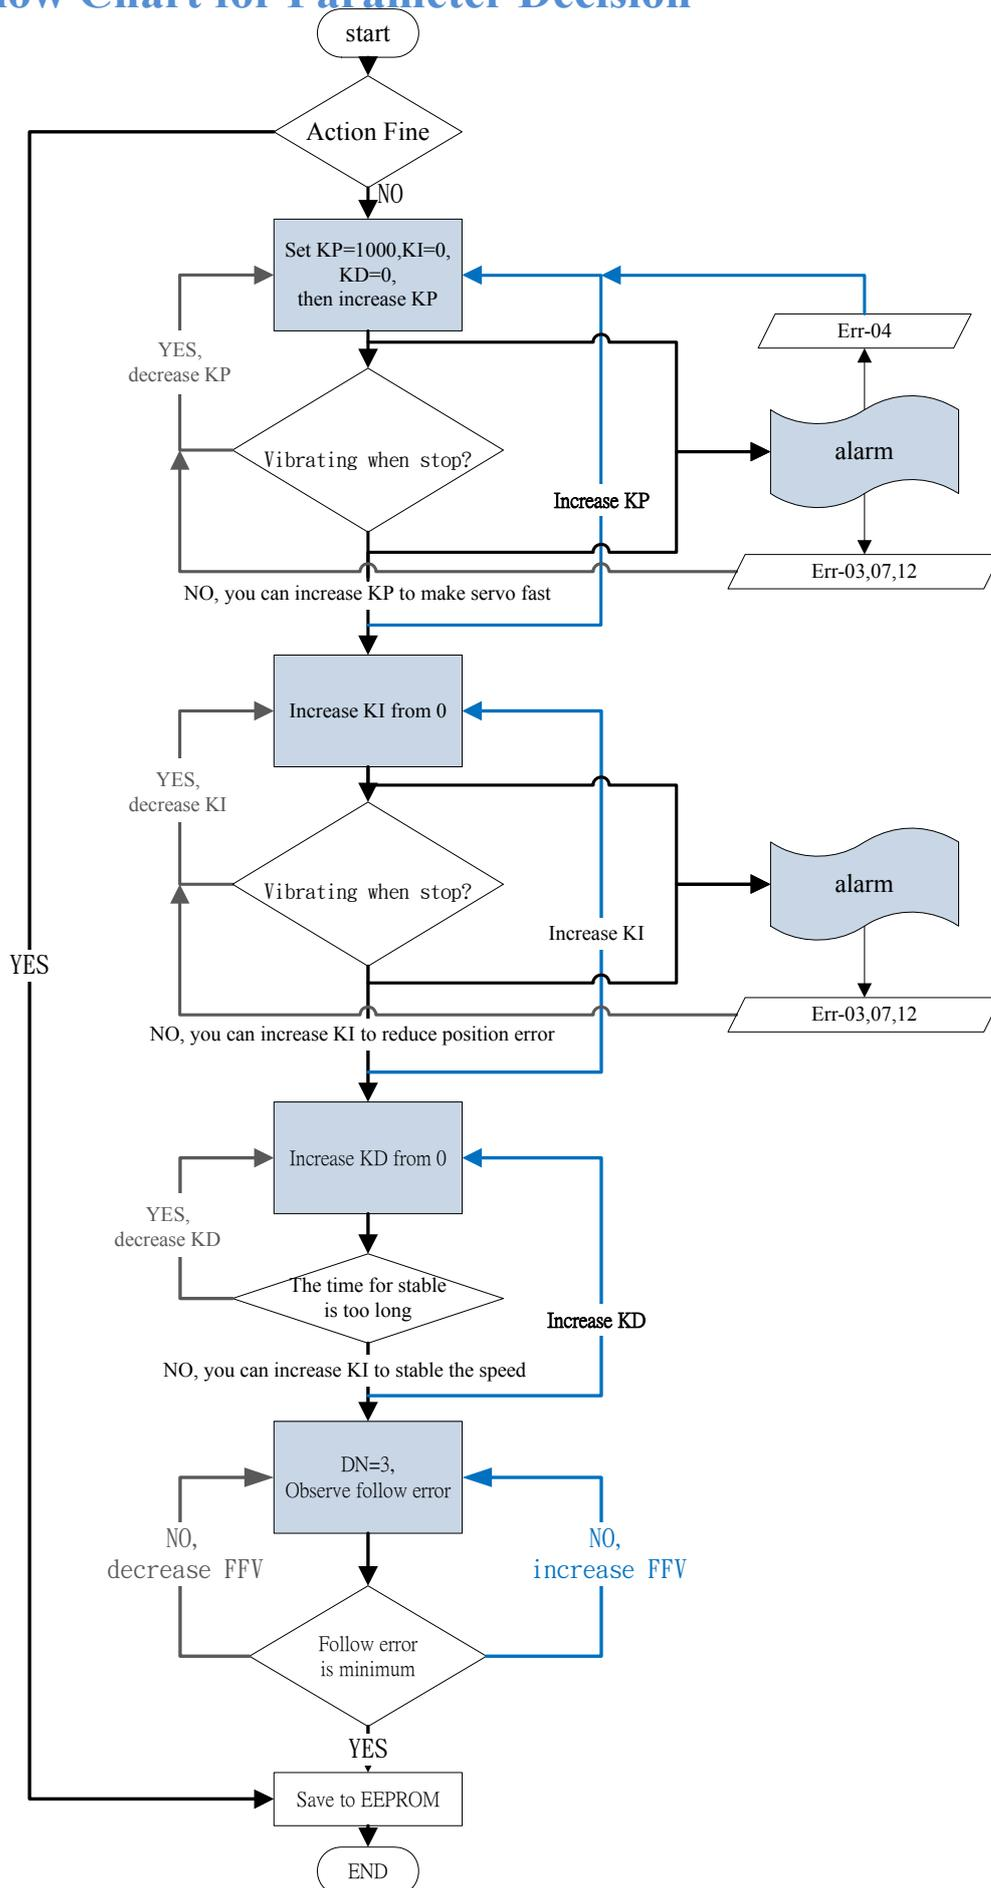 Chart for Parameter Decision
start
Action Fine
NO
Set KP=1000,KI=0,
KD=0,
then increase KP
Err-04
YES,
decrease KP
alarm
Vibrating when stop?
Increase KP
Err-03,07,12
NO, you can increase KP to make servo fast
Increase KI from 0
YES,
decrease KI
alarm
Vibrating when stop?
Increase KI
YES
Err-03,07,12
NO, you can increase KI to reduce position error
Increase KD from 0
YES,
decrease KD
The time for stable
is too long
Increase KD
NO, you can increase KI to stable the speed
DN=3,
Observe follow error
NO,
decrease FFV
NO,
increase FFV
Follow error
is minimum
YES
Save to EEPROM
END